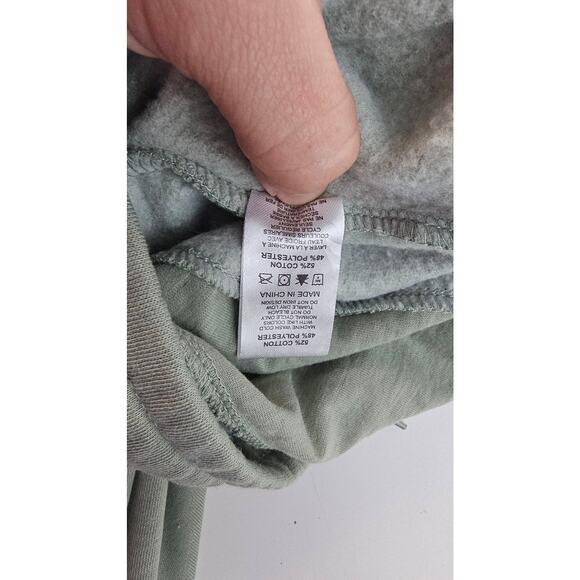 52% COTTON
48% POLYESTER
MACHINE WASH COLD
WITH LIKE COLORS
NORMAL CYCLE ONLY
DO NOT BLEACH
TUMBLE DRY LOW
DO NOT IRON DESIGN
MADE IN CHINA
52% COTON
48% POLYESTER
LAVER A LA MACHINE A
L'EAU FROIDE AVEC
COULEURS SIMILAIRES
CYCLE REGULIER
SEULEMENT